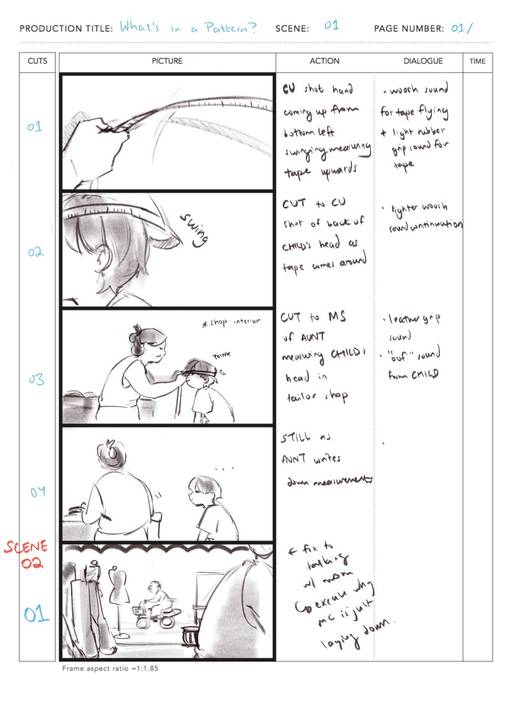 PRODUCTION TITLE: What's in a Pattern? SCENE: 01 PAGE NUMBER: 01/
CUTS PICTURE ACTION DIALOGUE TIME
01
CU shot hand
coming up from
bottom left
swinging measuring
tape upwards
• woosh sound
for tape flying
+ light rubber
grip sound for
tape
02
swing
CUT to CU
shot of back of
CHILD's head as
tape comes around
• lighter woosh
sound continuation
03
* shop interior
CUT to MS
of AUNT
measuring CHILD's
head in
tailor shop
• leather grip
sound
• "oof" sound
from CHILD
04
...
STILL as
AUNT writes
down measurements
SCENE
02
01
← fix to
talking
w/ mom
to execute why
mc is just
laying down.
Frame aspect ratio =1:1.85